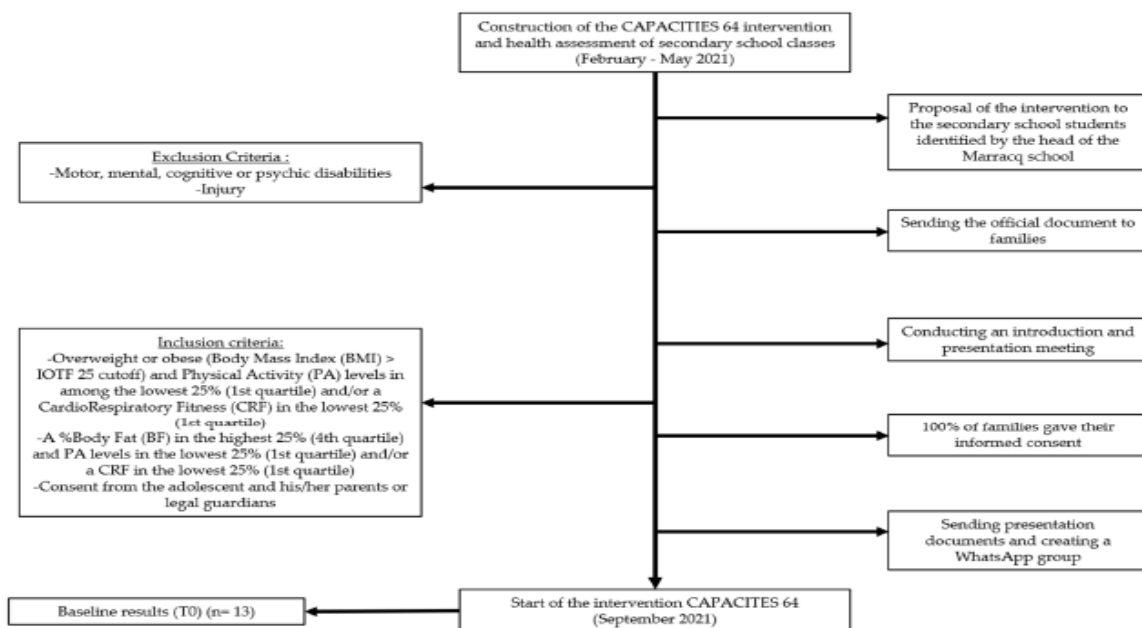 Construction of the CAPACITIES 64 intervention
and health assessment of secondary school classes
(February - May 2021)
Proposal of the intervention to
the secondary school students
identified by the head of the
Marracq school
Exclusion Criteria :
-Motor, mental, cognitive or psychic disabilities
-Injury
Sending the official document to
families
Conducting an introduction and
presentation meeting
Inclusion criteria:
-Overweight or obese (Body Mass Index (BMI) >
IOTF 25 cutoff) and Physical Activity (PA) levels in
among the lowest 25% (1st quartile) and/or a
CardioRespiratory Fitness (CRF) in the lowest 25%
(1st quartile)
-A %Body Fat (BF) in the highest 25% (4th quartile)
and PA levels in the lowest 25% (1st quartile) and/or
a CRF in the lowest 25% (1st quartile)
-Consent from the adolescent and his/her parents or
legal guardians
100% of families gave their
informed consent
Sending presentation
documents and creating a
WhatsApp group
Start of the intervention CAPACITES 64
(September 2021)
Baseline results (T0) (n= 13)